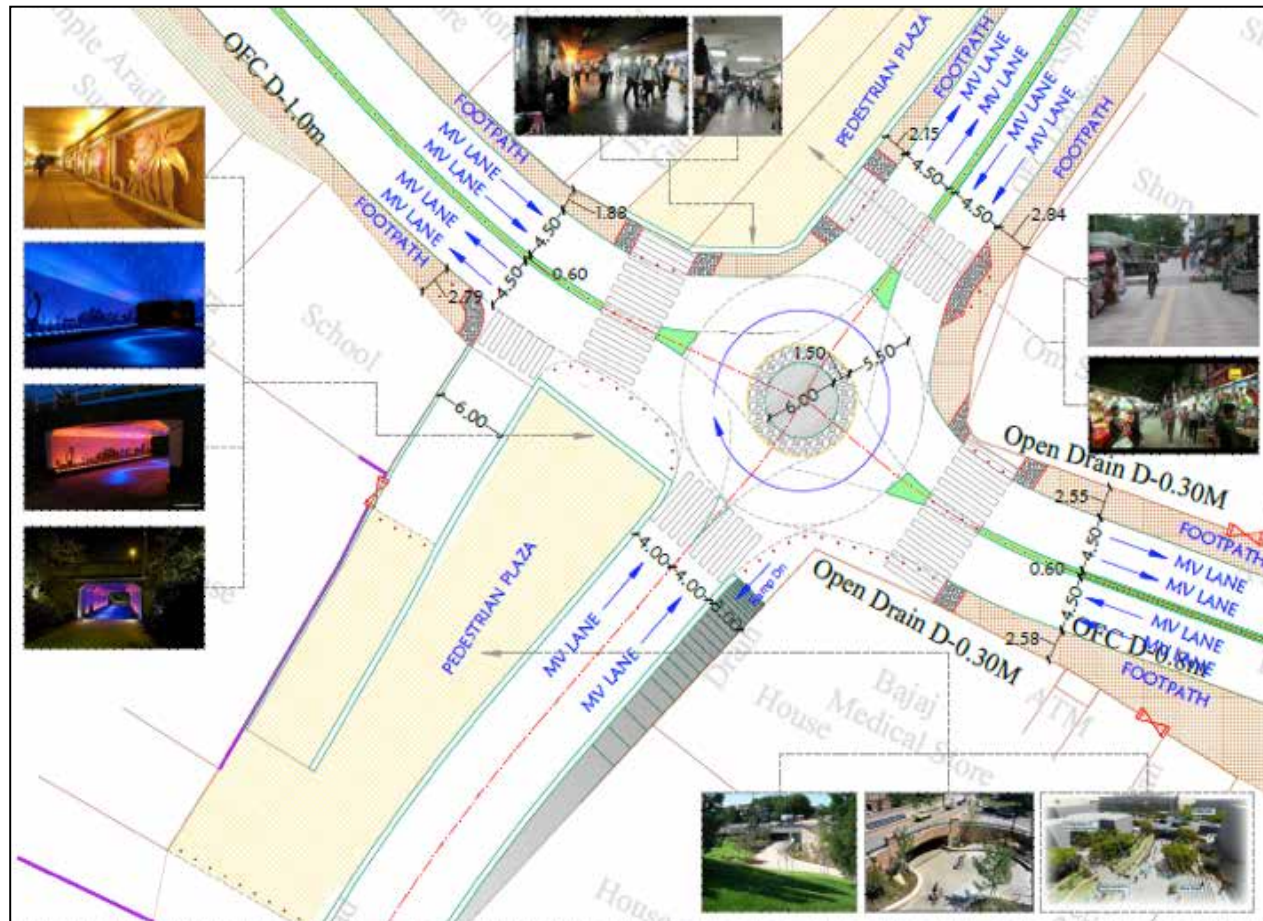 OFC D-1.0m
FOOTPATH
MV LANE
MV LANE
MV LANE
MV LANE
FOOTPATH
1.88
4.50
4.50
0.60
2.75
PEDESTRIAN PLAZA
FOOTPATH
MV LANE
MV LANE
MV LANE
MV LANE
FOOTPATH
2.15
4.50
4.50
2.84
Shop
School
1.50
5.50
6.00
6.00
Open Drain D-0.30M
2.55
FOOTPATH
4.50
MV LANE
MV LANE
0.60
4.50
MV LANE
MV LANE
OFC D-0.8m
2.58
FOOTPATH
Open Drain D-0.30M
4.00
4.00
Ramp Dn
PEDESTRIAN PLAZA
MV LANE
MV LANE
Drain
House
Bajaj
Medical store
ATM
House